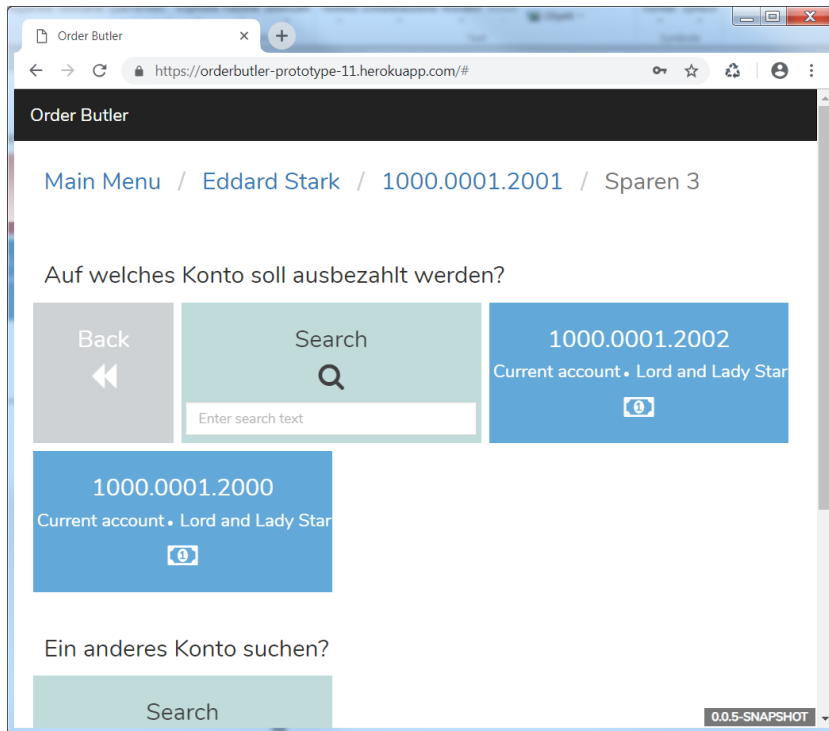 Order Butler
https://orderbutler-prototype-11.herokuapp.com/#
Order Butler
Main Menu / Eddard Stark / 1000.0001.2001 / Sparen 3
Auf welches Konto soll ausbezahlt werden?
Back
Search
Enter search text
1000.0001.2002
Current account • Lord and Lady Star
1000.0001.2000
Current account • Lord and Lady Star
Ein anderes Konto suchen?
Search
0.0.5-SNAPSHOT